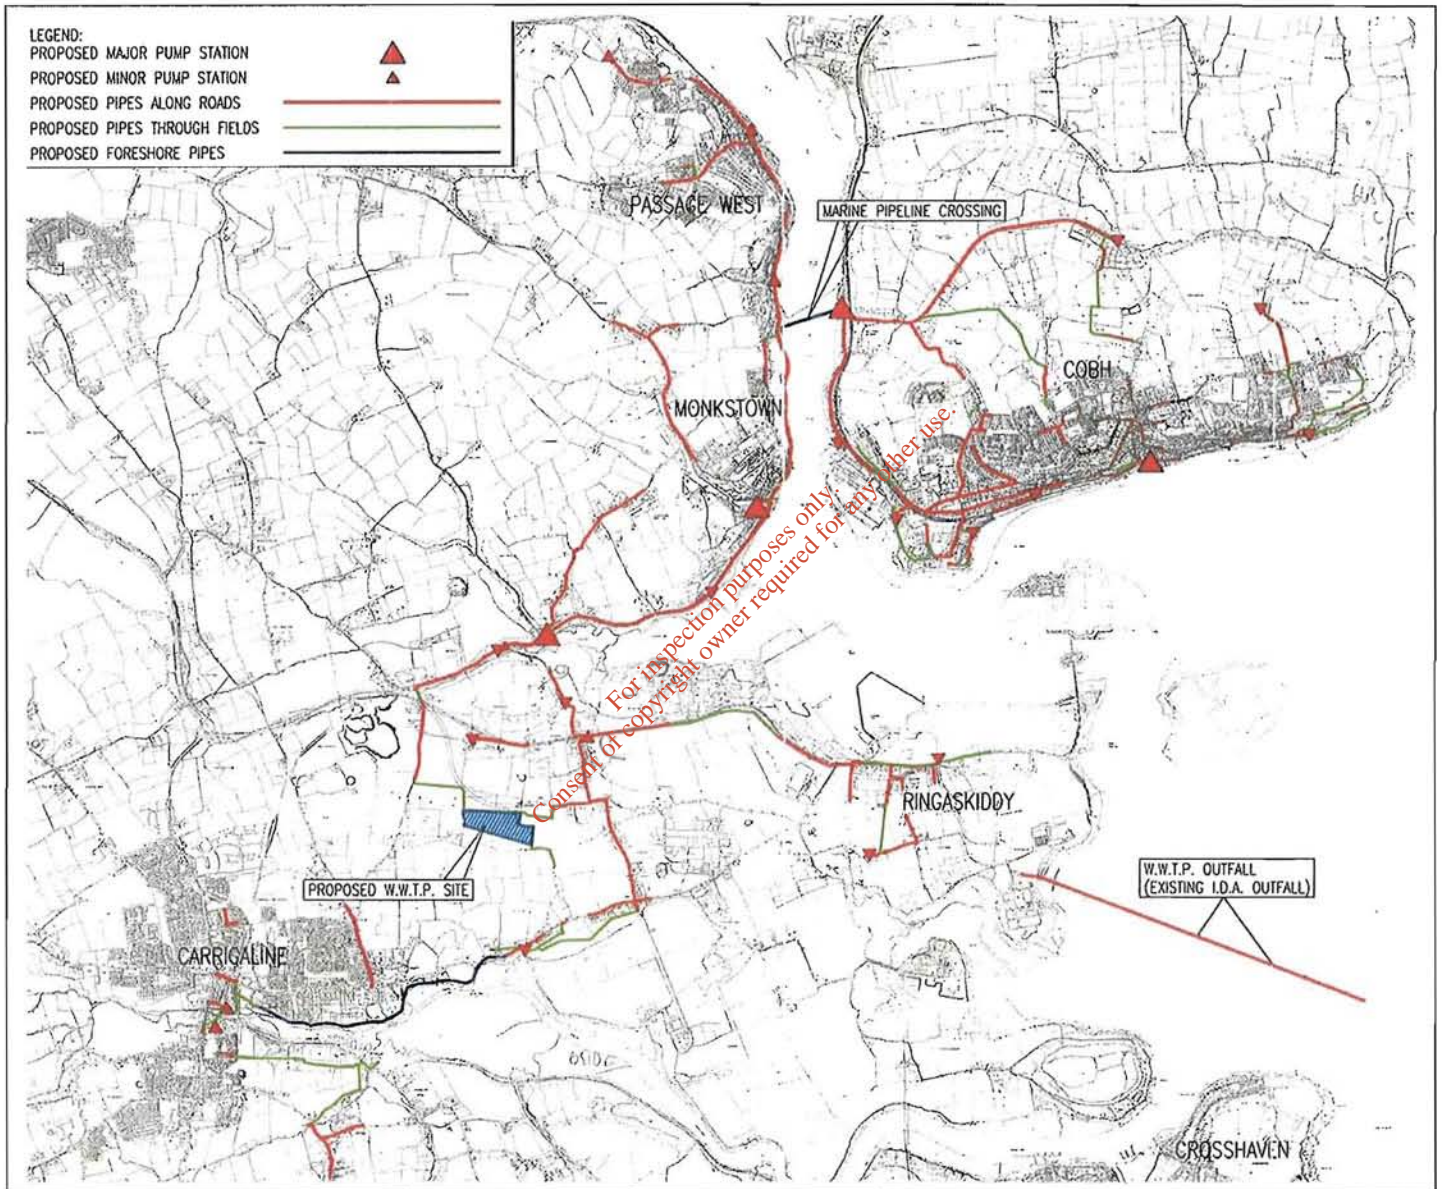 LEGEND:
PROPOSED MAJOR PUMP STATION
PROPOSED MINOR PUMP STATION
PROPOSED PIPES ALONG ROADS
PROPOSED PIPES THROUGH FIELDS
PROPOSED FORESHORE PIPES
PASSAGE WEST
MARINE PIPELINE CROSSING
COBH
MONKSTOWN
For inspection purposes only.
Consent of copyright owner required for any other use.
RINGASKIDDY
PROPOSED W.W.T.P. SITE
W.W.T.P. OUTFALL
(EXISTING I.D.A. OUTFALL)
CARRIGALINE
CROSSHAVEN